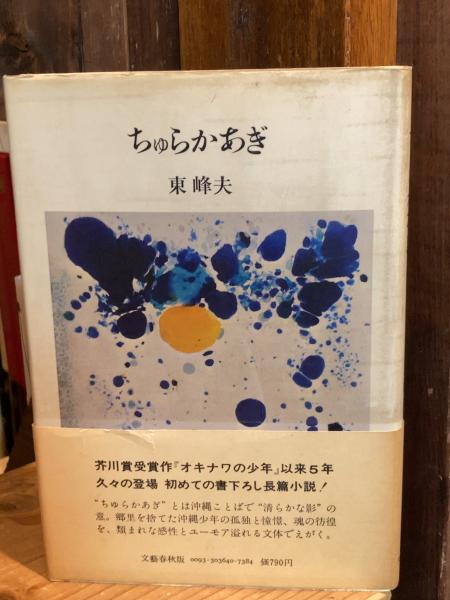 ちゅらかあぎ
東 峰夫
芥川賞受賞作『オキナワの少年』以来5年
久々の登場 初めての書下ろし長篇小説！
“ちゅらかあぎ”とは沖縄ことばで“清らかな影”の
意。郷里を捨てた沖縄少年の孤独と憧憬、魂の彷徨
を、類まれな感性とユーモア溢れる文体でえがく。
文藝春秋版 0093-303640-7384 価790円